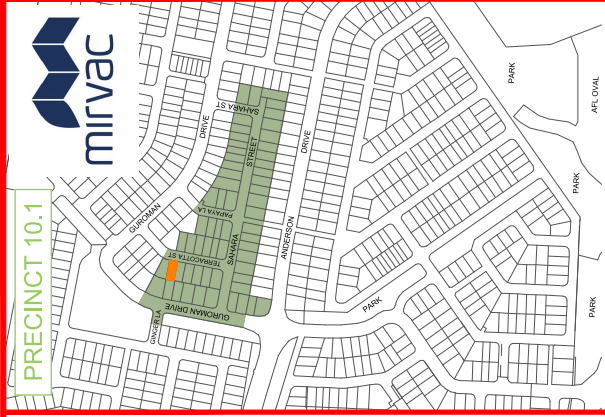 mirvac
PRECINCT 10.1
SAHARA ST
DRIVE
STREET
DRIVE
PARK
AFL OVAL
PARK
PAPAYA LA
GUROMAN
ANDERSON
SAHARA
TERRACOTTA ST
GUROMAN DRIVE
GINGER LA
PARK
PARK